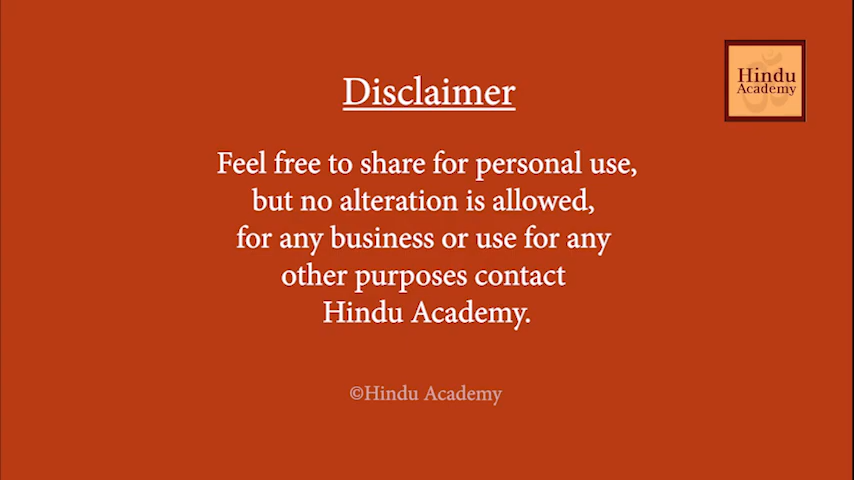 Disclaimer
Hindu
Academy
Feel free to share for personal use,
but no alteration is allowed,
for any business or use for any
other purposes contact
Hindu Academy.
©Hindu Academy